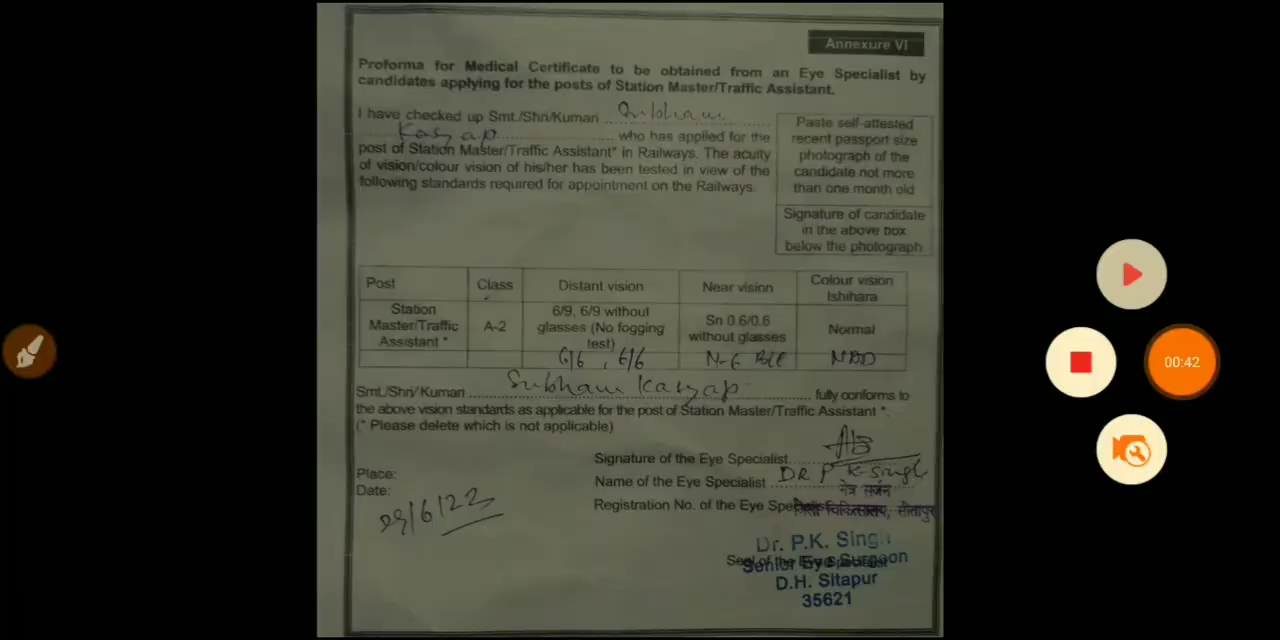 Annexure VI
Proforma for Medical Certificate to be obtained from an Eye Specialist by
candidates applying for the posts of Station Master/Traffic Assistant.
I have checked up Smt./Shri/Kumari Subham
Kasyap who has applied for the
post of Station Master/Traffic Assistant* in Railways. The acuity
of vision/colour vision of his/her has been tested in view of the
following standards required for appointment on the Railways.
Paste self-attested
recent passport size
photograph of the
candidate not more
than one month old
Signature of candidate
in the above box
below the photograph
Post Class Distant vision Near vision Colour vision Ishihara
Station Master/Traffic Assistant * A-2 6/9, 6/9 without glasses (No fogging test) Sn 0.6/0.6 without glasses Normal
6/6 , 6/6 N-6 BLE NAD
Smt./Shri/ Kumari Subham Kasyap fully conforms to
the above vision standards as applicable for the post of Station Master/Traffic Assistant *.
(* Please delete which is not applicable)
Signature of the Eye Specialist
Place:
Name of the Eye Specialist DR P K Singh
Date: 29/6/22
नेत्र सर्जन
Registration No. of the Eye Specialist
जिला चिकित्सालय, सीतापुर
Dr. P.K. Singh
Seal of the Eye Specialist
Senior Eye Surgeon
D.H. Sitapur
35621
00:42